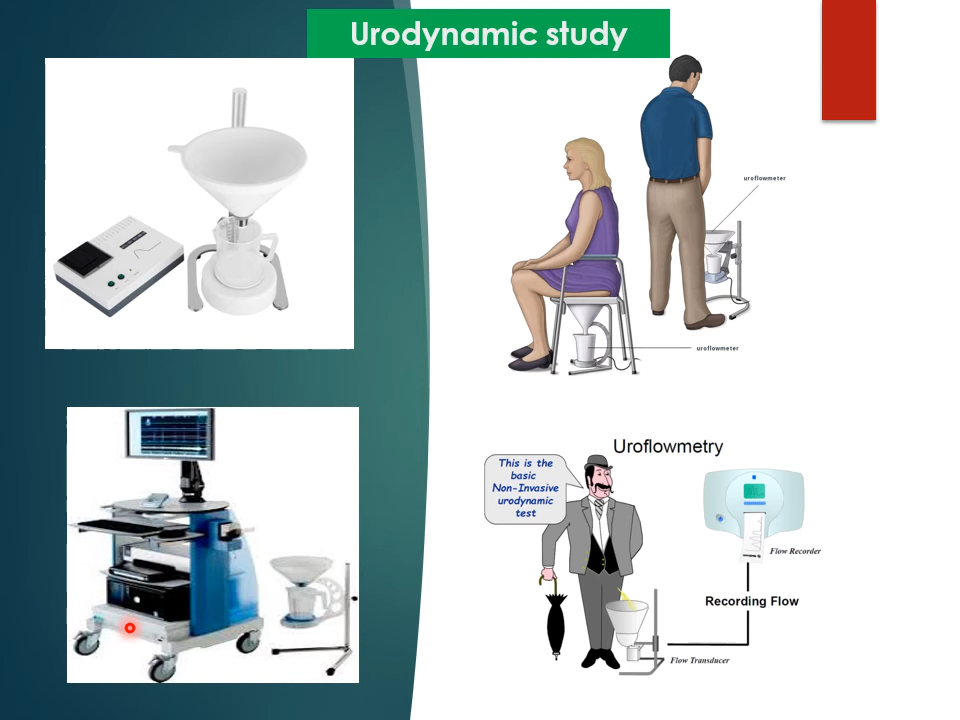 Urodynamic study
uroflowmeter
uroflowmeter
Uroflowmetry
This is the
basic
Non-Invasive
urodynamic
test
Flow Recorder
Recording Flow
Flow Transducer